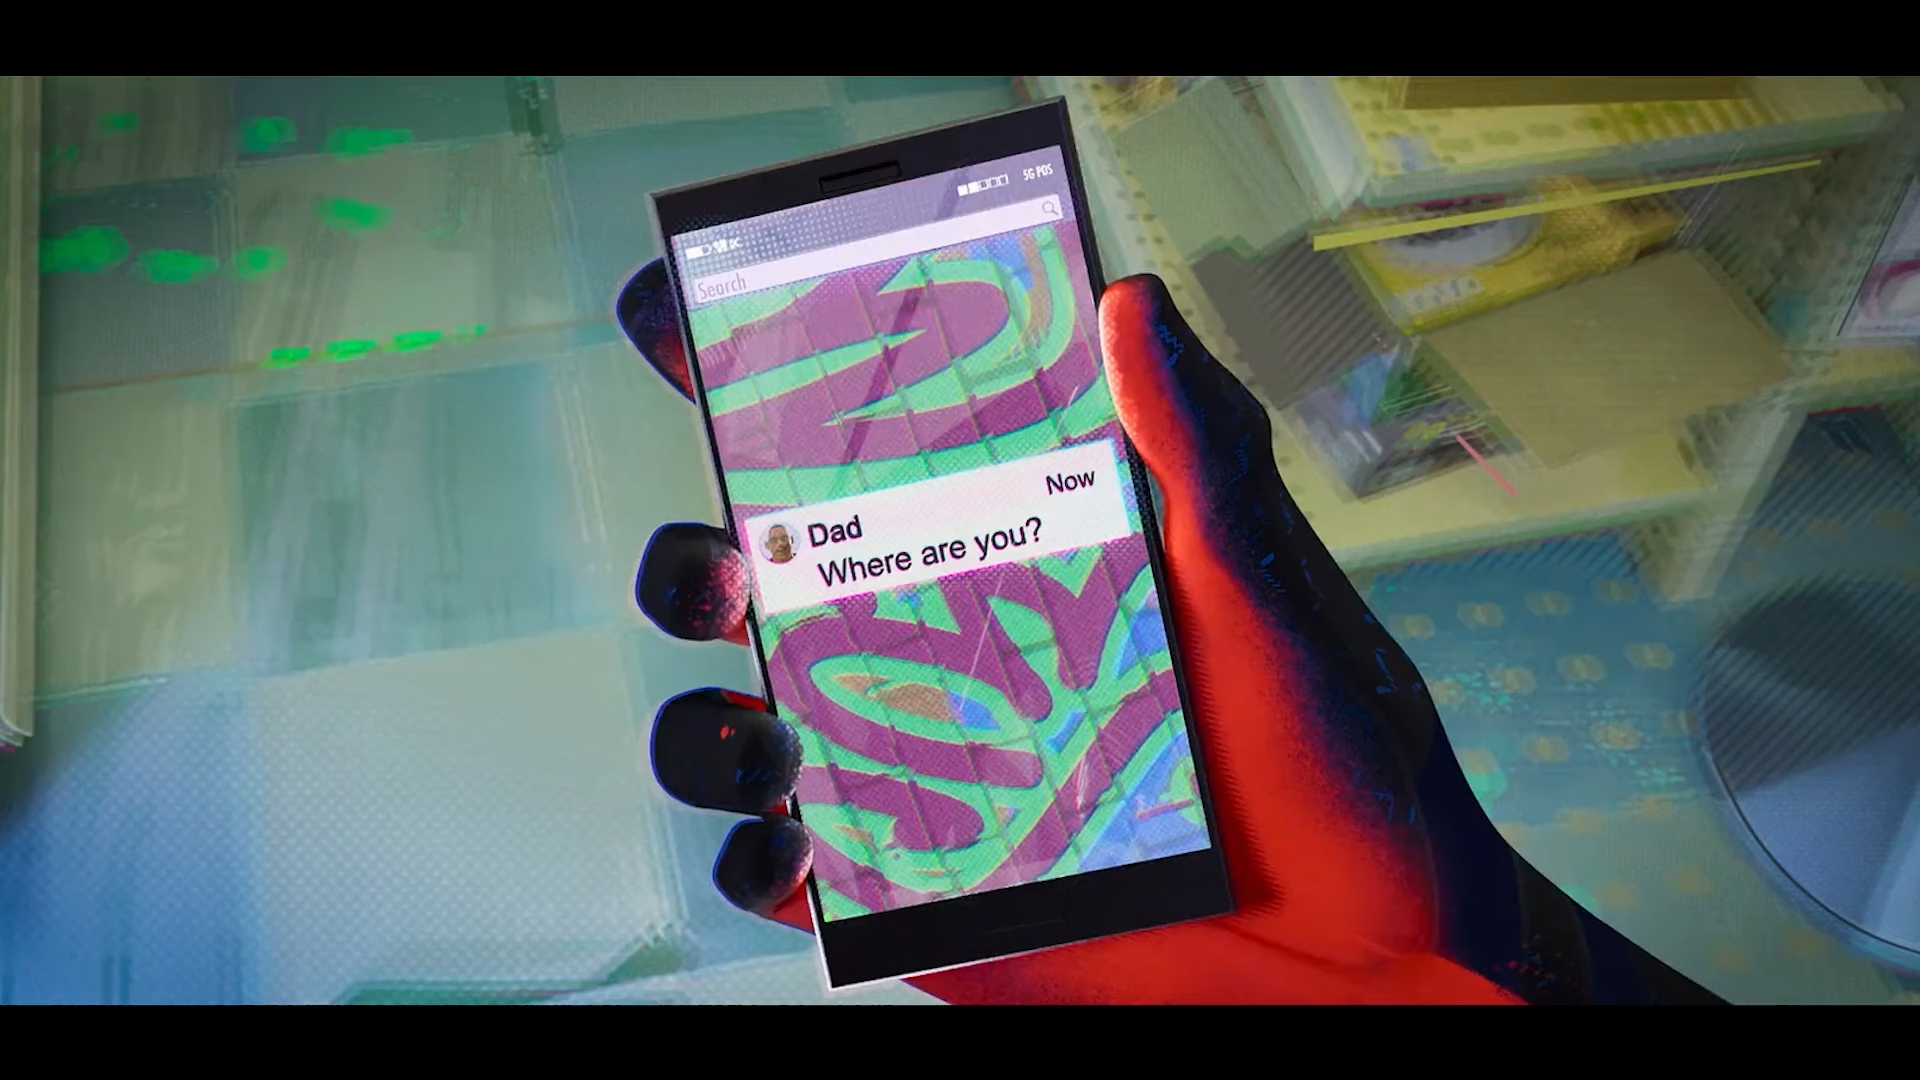 5G POS
Search
Now
Dad
Where are you?